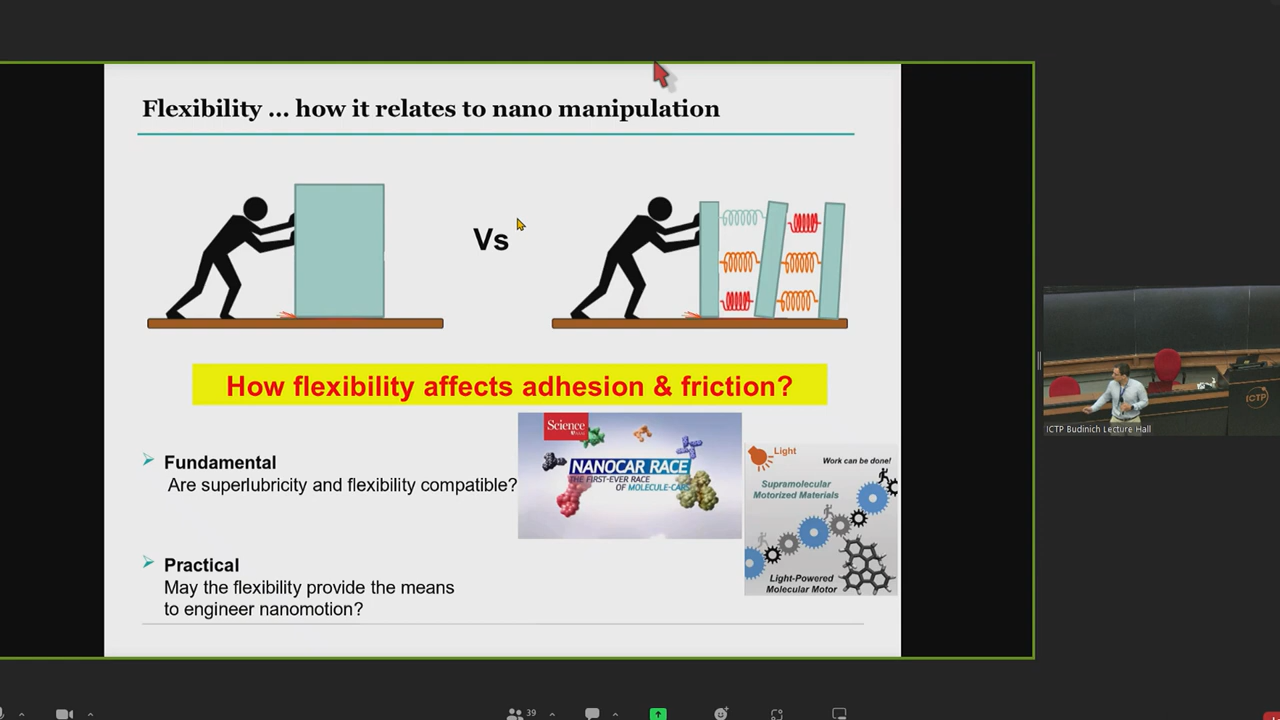 Flexibility ... how it relates to nano manipulation
Vs
How flexibility affects adhesion & friction?
Fundamental
Are superlubricity and flexibility compatible?
Science
NANOCAR RACE
THE FIRST-EVER RACE
OF MOLECULE-CARS
Light
Work can be done!
Supramolecular
Motorized Materials
Light-Powered
Molecular Motor
Practical
May the flexibility provide the means
to engineer nanomotion?
ICTP
ICTP Budinich Lecture Hall
39